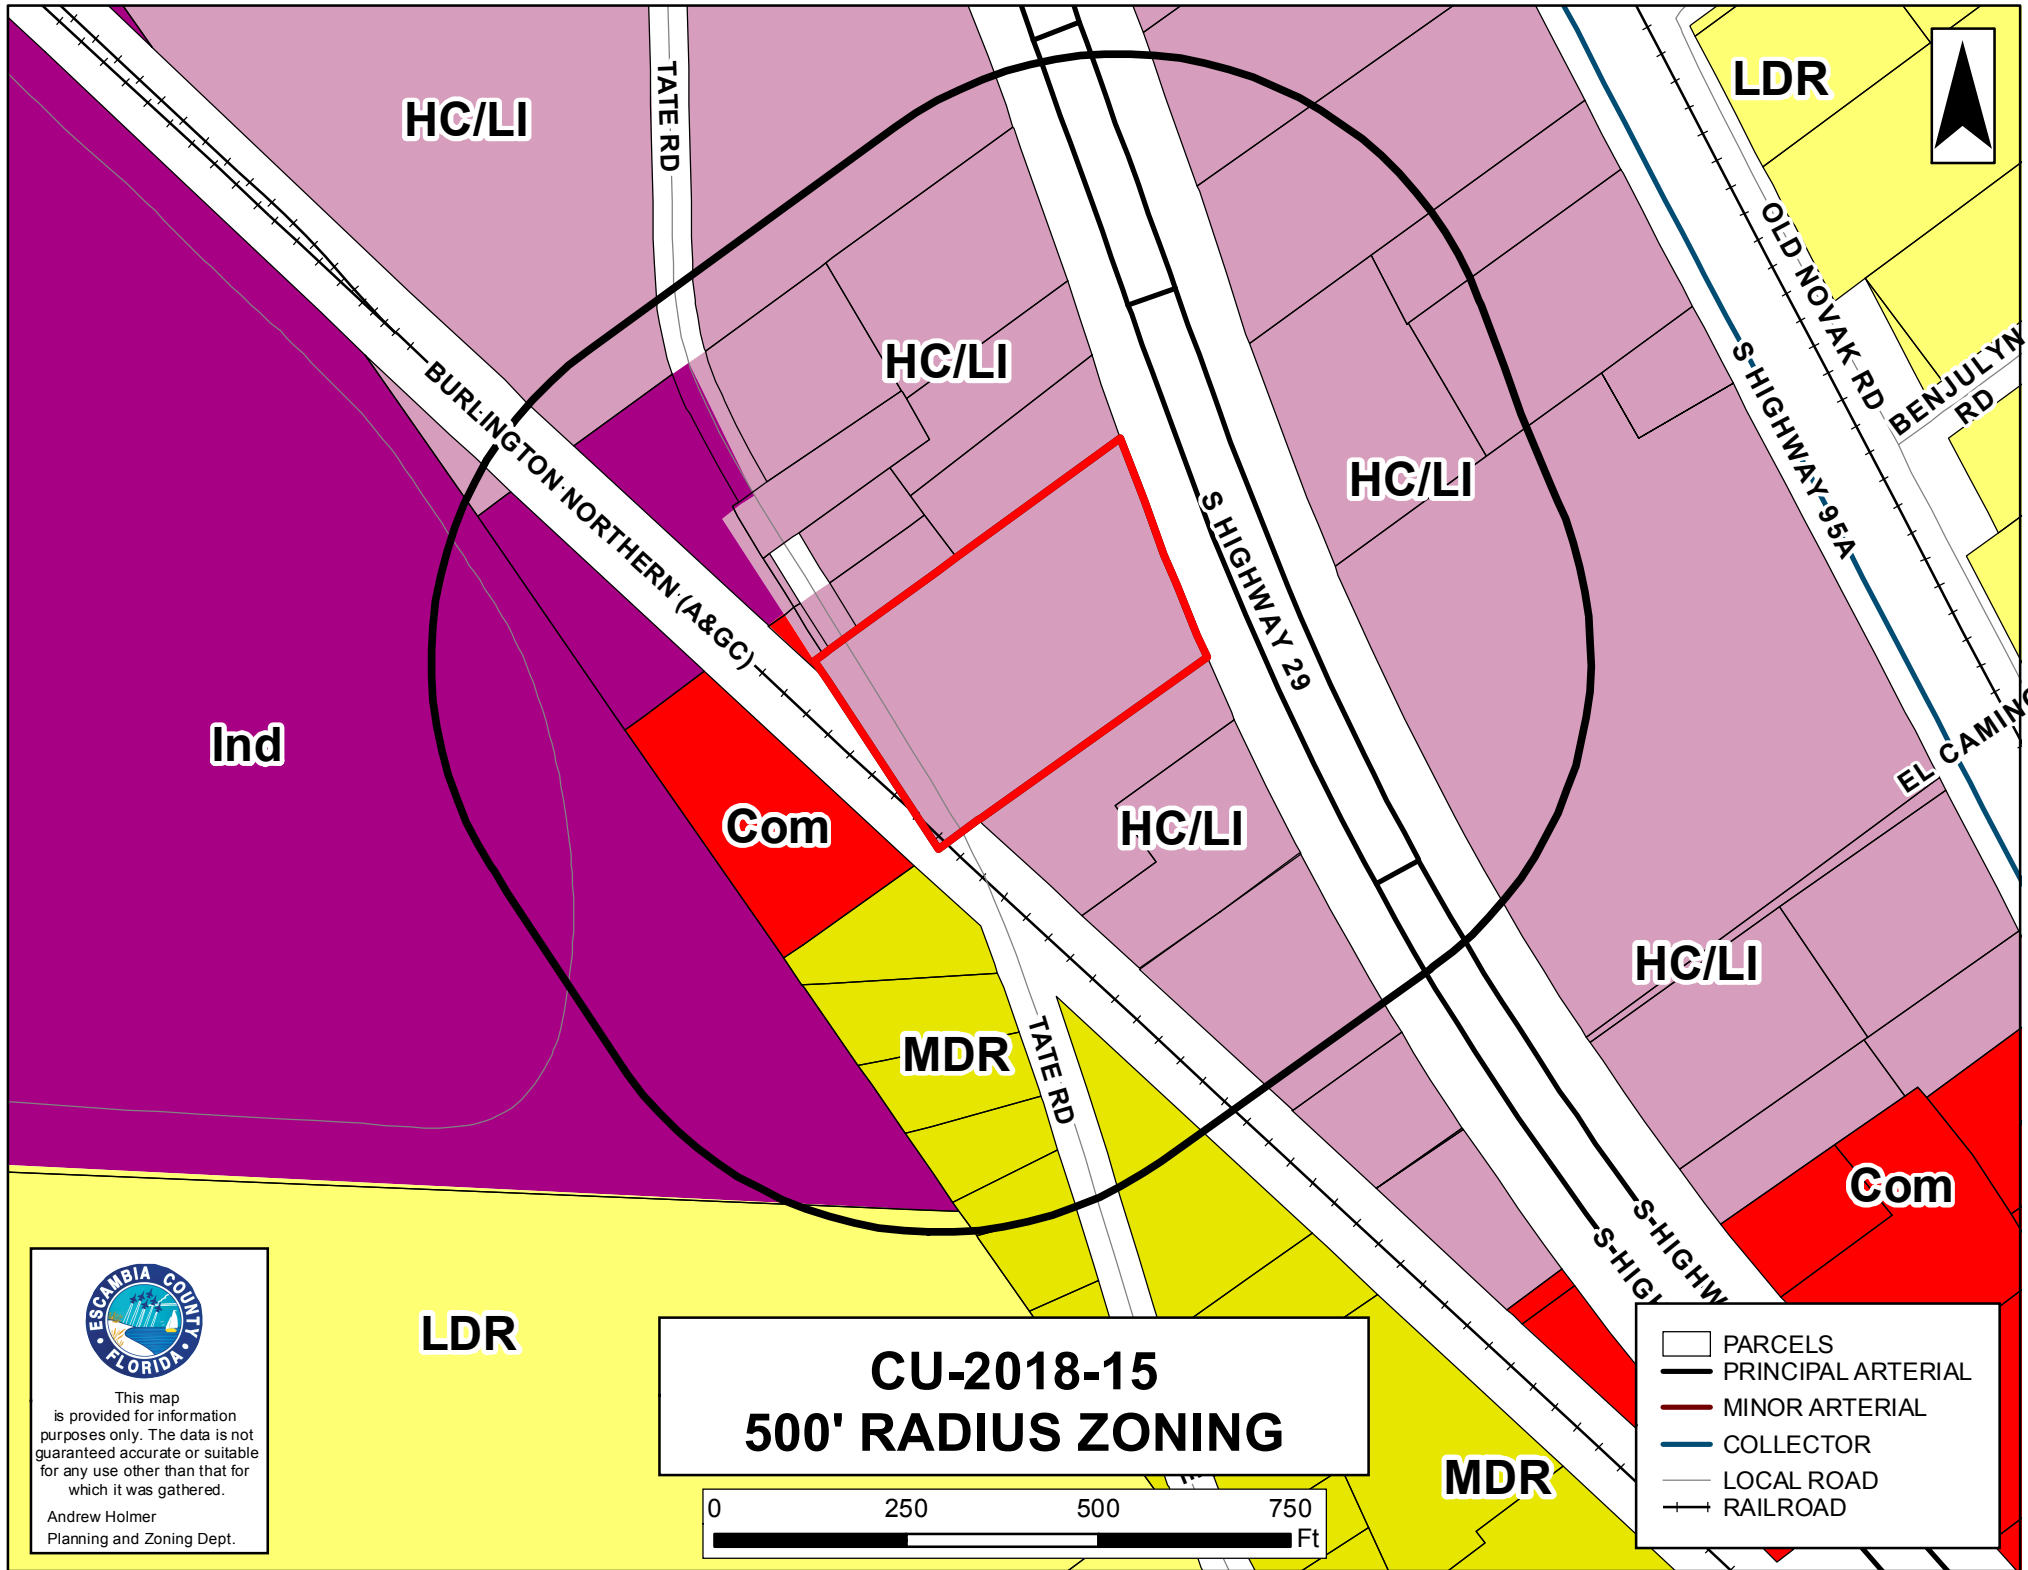 HC/LI
TATE RD
LDR
OLD NOVAK RD
BENJULYN
RD
BURLINGTON NORTHERN (A&GC)
HC/LI
HC/LI
S HIGHWAY 95A
S HIGHWAY 29
EL CAMINO
Ind
Com
HC/LI
HC/LI
MDR
TATE RD
Com
S HIGHW
S HIGH
LDR
MDR
ESCAMBIA COUNTY
FLORIDA
This map
is provided for information
purposes only. The data is not
guaranteed accurate or suitable
for any use other than that for
which it was gathered.
Andrew Holmer
Planning and Zoning Dept.
CU-2018-15
500' RADIUS ZONING
0 250 500 750
Ft
PARCELS
PRINCIPAL ARTERIAL
MINOR ARTERIAL
COLLECTOR
LOCAL ROAD
RAILROAD